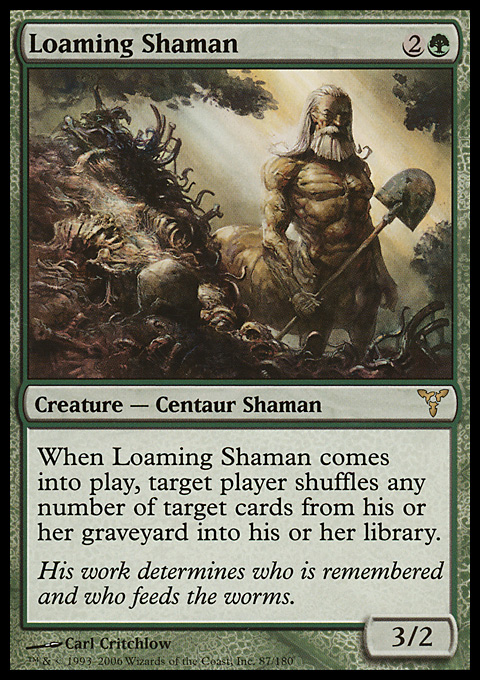 Loaming Shaman 2
Creature — Centaur Shaman
When Loaming Shaman comes
into play, target player shuffles any
number of target cards from his or
her graveyard into his or her library.
His work determines who is remembered
and who feeds the worms.
Carl Critchlow
3/2
™ & © 1993–2006 Wizards of the Coast, Inc. 87/180